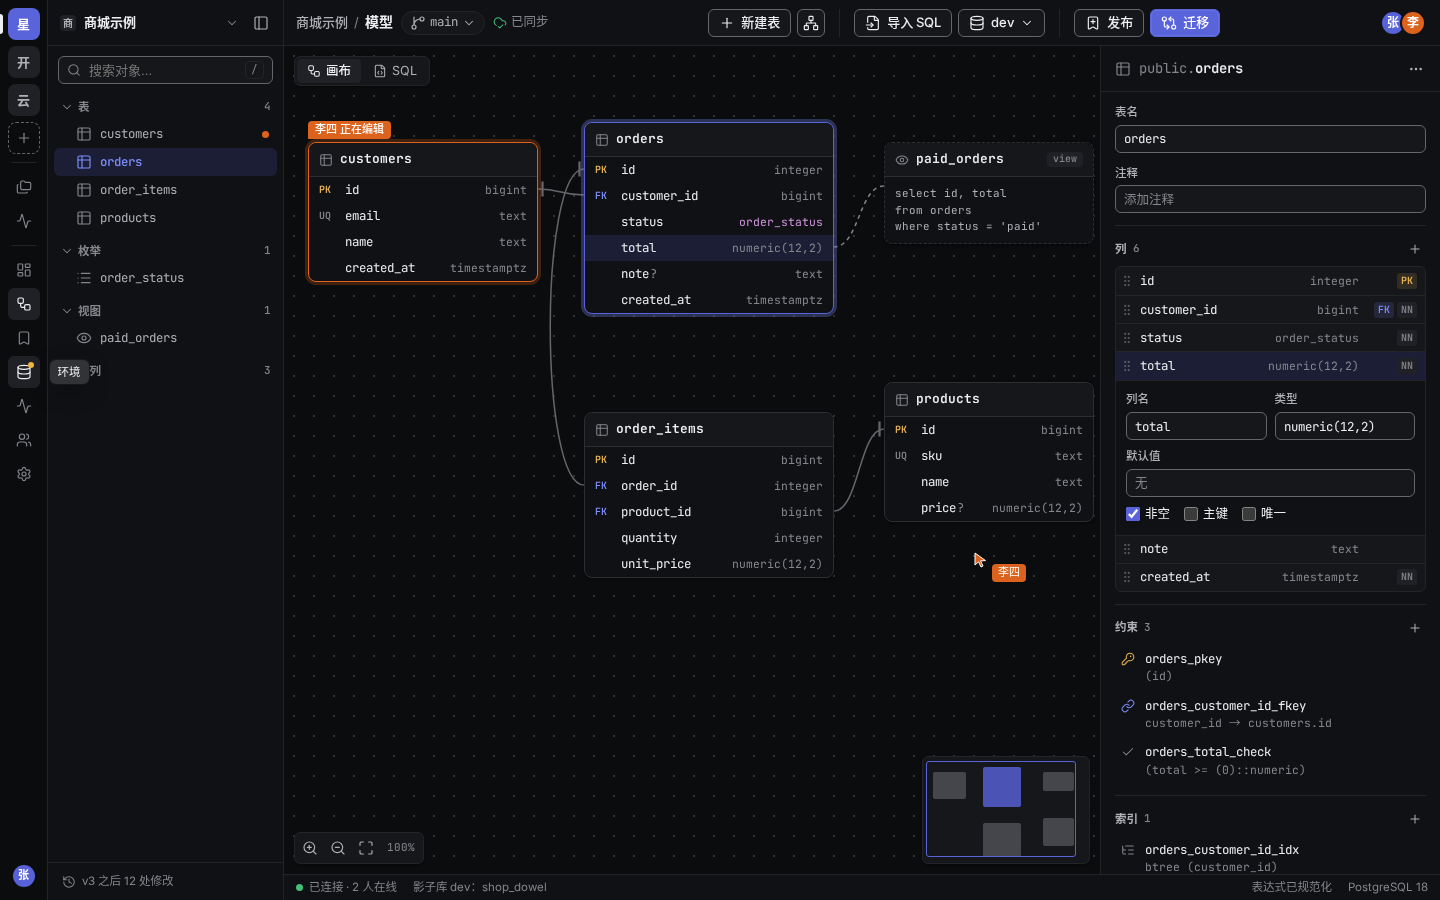 星
开
云
张
商 商城示例
搜索对象... /
表 4
customers
orders
order_items
products
枚举 1
order_status
视图 1
paid_orders
环境
列 3
v3 之后 12 处修改
商城示例 / 模型 main 已同步
新建表
导入 SQL dev
发布 迁移
张 李
画布 SQL
李四 正在编辑
customers
PK id bigint
UQ email text
name text
created_at timestamptz
orders
PK id integer
FK customer_id bigint
status order_status
total numeric(12,2)
note? text
created_at timestamptz
paid_orders view
select id, total
from orders
where status = 'paid'
order_items
PK id bigint
FK order_id integer
FK product_id bigint
quantity integer
unit_price numeric(12,2)
products
PK id bigint
UQ sku text
name text
price? numeric(12,2)
李四
100%
已连接 · 2 人在线 影子库 dev: shop_dowel
表达式已规范化 PostgreSQL 18
public.orders
表名
orders
注释
添加注释
列 6
id integer PK
customer_id bigint FK NN
status order_status NN
total numeric(12,2) NN
列名 类型
total numeric(12,2)
默认值
无
非空 主键 唯一
note text
created_at timestamptz NN
约束 3
orders_pkey
(id)
orders_customer_id_fkey
customer_id → customers.id
orders_total_check
(total >= (0)::numeric)
索引 1
orders_customer_id_idx
btree (customer_id)